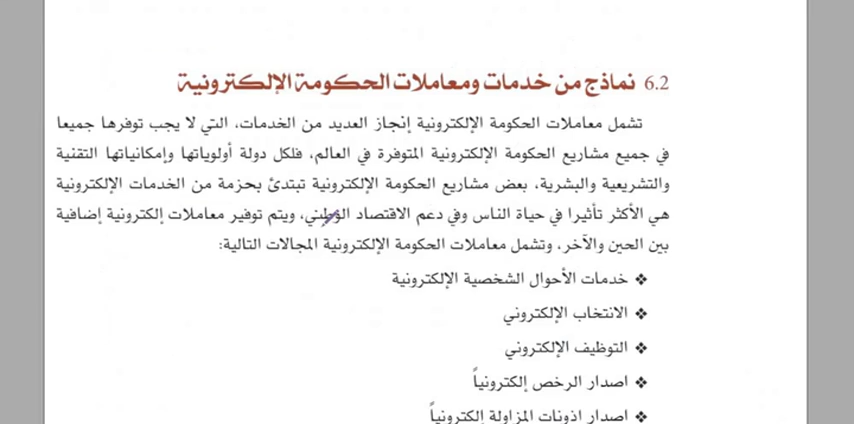 6.2 نماذج من خدمات ومعاملات الحكومة الإلكترونية
تشمل معاملات الحكومة الإلكترونية إنجاز العديد من الخدمات، التي لا يجب توفرها جميعا
في جميع مشاريع الحكومة الإلكترونية المتوفرة في العالم، فلكل دولة أولوياتها وإمكانياتها التقنية
والتشريعية والبشرية، بعض مشاريع الحكومة الإلكترونية تبتدئ بحزمة من الخدمات الإلكترونية
هي الأكثر تأثيرا في حياة الناس وفي دعم الاقتصاد الوطني، ويتم توفير معاملات إلكترونية إضافية
بين الحين والآخر، وتشمل معاملات الحكومة الإلكترونية المجالات التالية:
❖ خدمات الأحوال الشخصية الإلكترونية
❖ الانتخاب الإلكتروني
❖ التوظيف الإلكتروني
❖ اصدار الرخص إلكترونياً
❖ اصدار اذونات المزاولة إلكترونياً